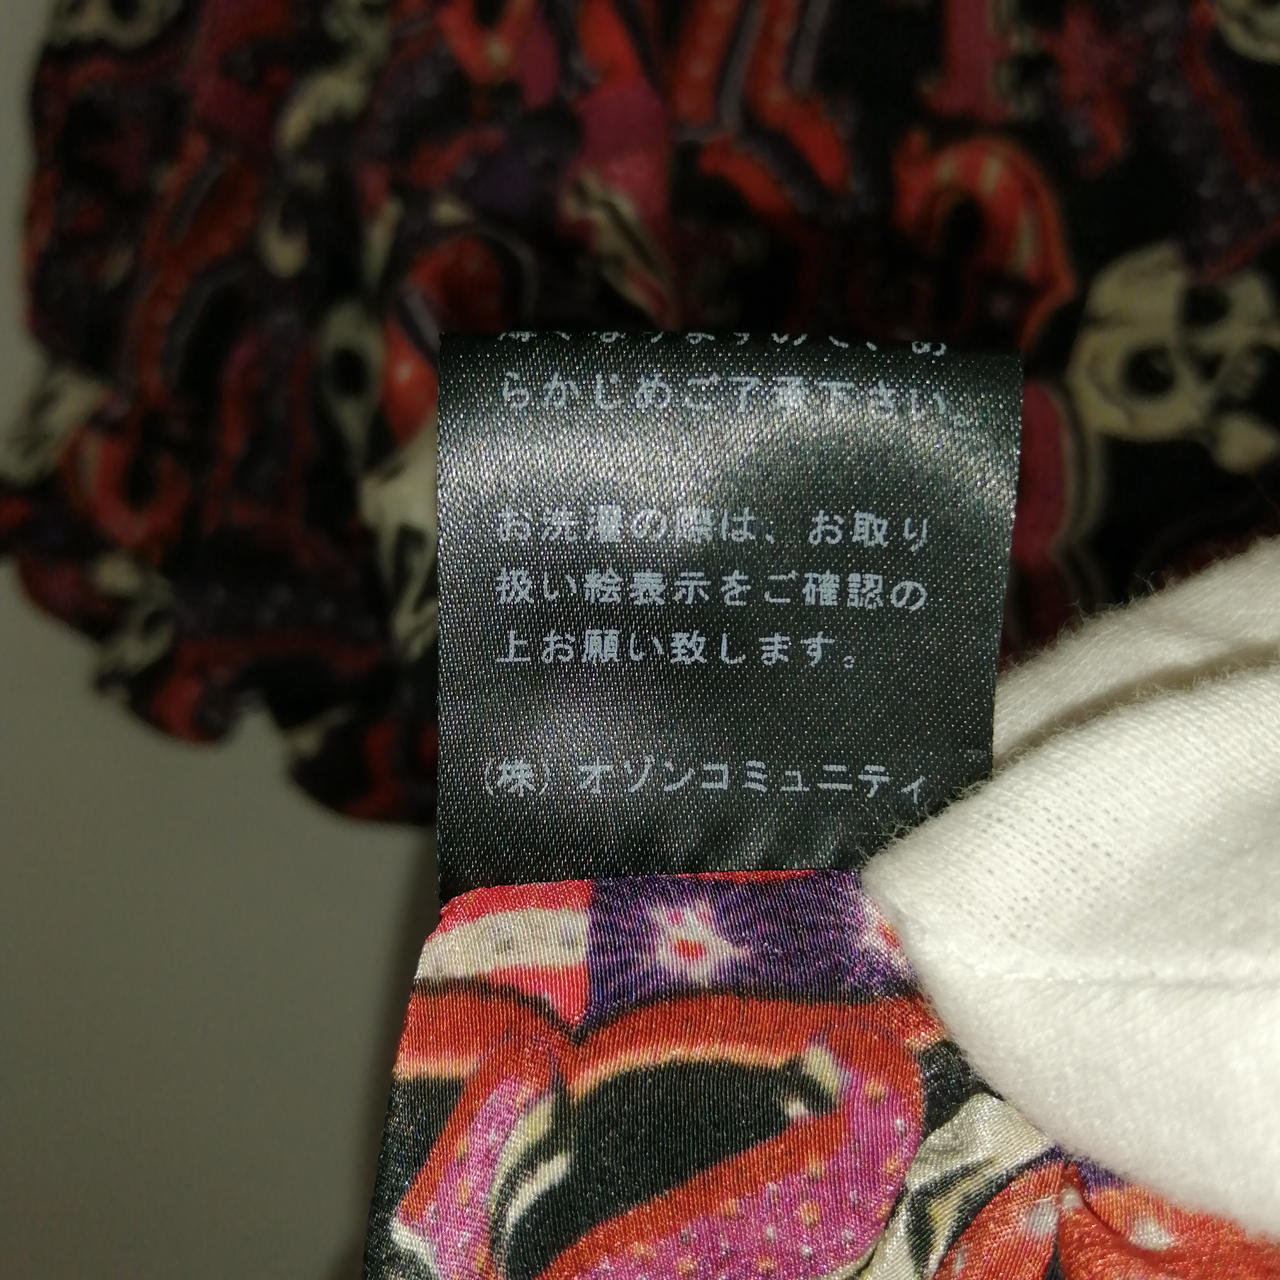 らかじめご了承下さい。
お洗濯の際は、お取り
扱い絵表示をご確認の
上お願い致します。
(株) オゾンコミュニティ